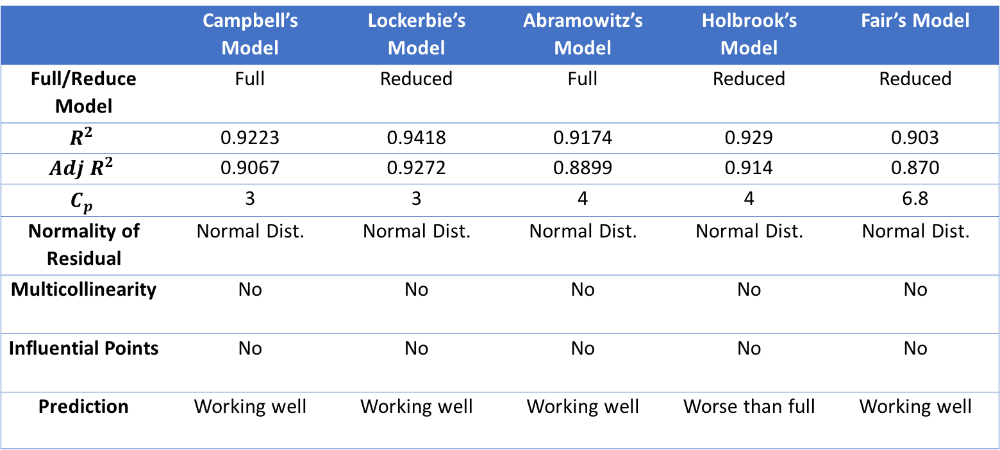 Campbell's Model Lockerbie's Model Abramowitz's Model Holbrook's Model Fair's Model
Full/Reduce Model Full Reduced Full Reduced Reduced
R² 0.9223 0.9418 0.9174 0.929 0.903
Adj R² 0.9067 0.9272 0.8899 0.914 0.870
Cₚ 3 3 4 4 6.8
Normality of Residual Normal Dist. Normal Dist. Normal Dist. Normal Dist. Normal Dist.
Multicollinearity No No No No No
Influential Points No No No No No
Prediction Working well Working well Working well Worse than full Working well